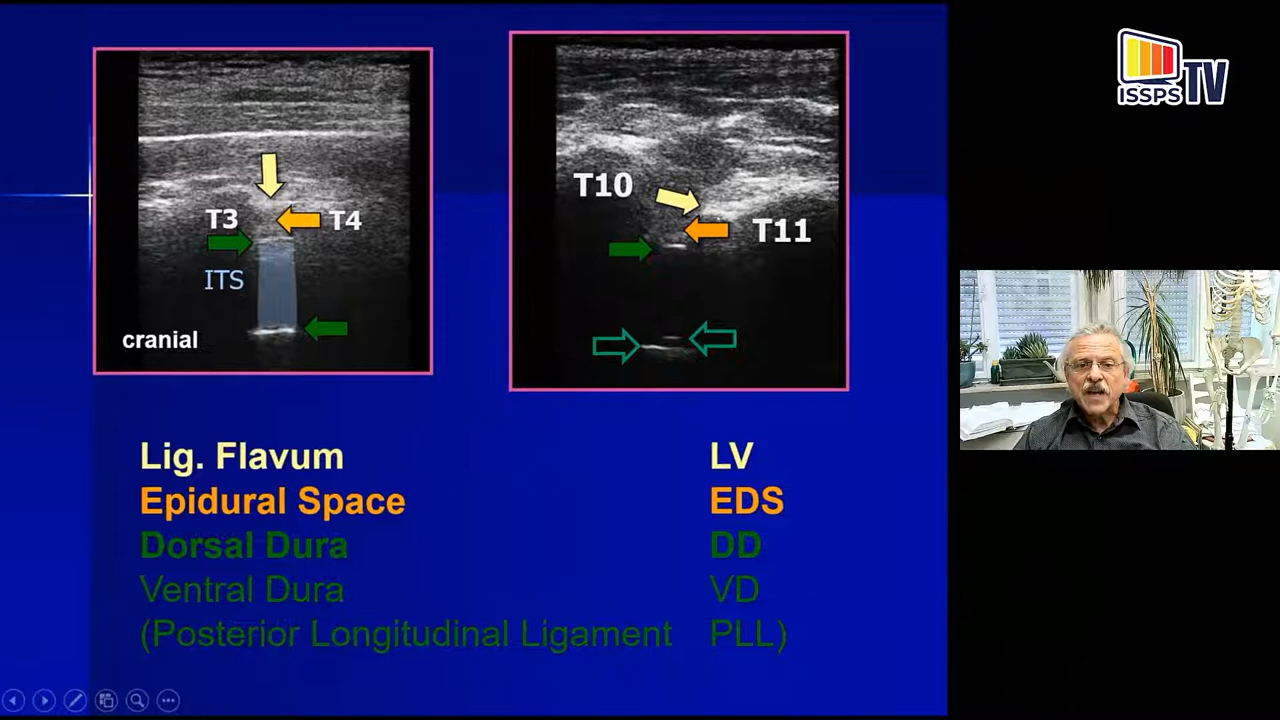 T3
T4
ITS
cranial
T10
T11
ISSPS TV
Lig. Flavum LV
Epidural Space EDS
Dorsal Dura DD
Ventral Dura VD
(Posterior Longitudinal Ligament PLL)